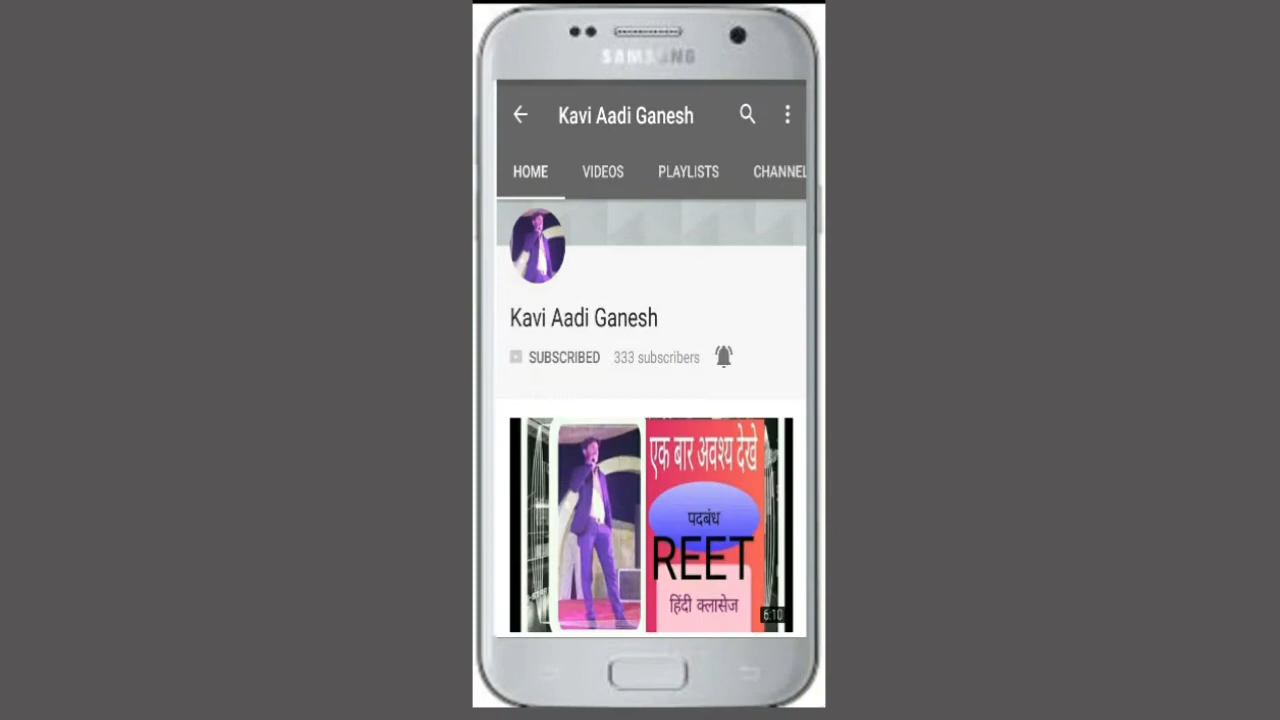 SAMSUNG
Kavi Aadi Ganesh
HOME VIDEOS PLAYLISTS CHANNEL
Kavi Aadi Ganesh
SUBSCRIBED 333 subscribers
एक बार अवश्य देखे
पदबंध
REET
हिंदी क्लासेज
6:10